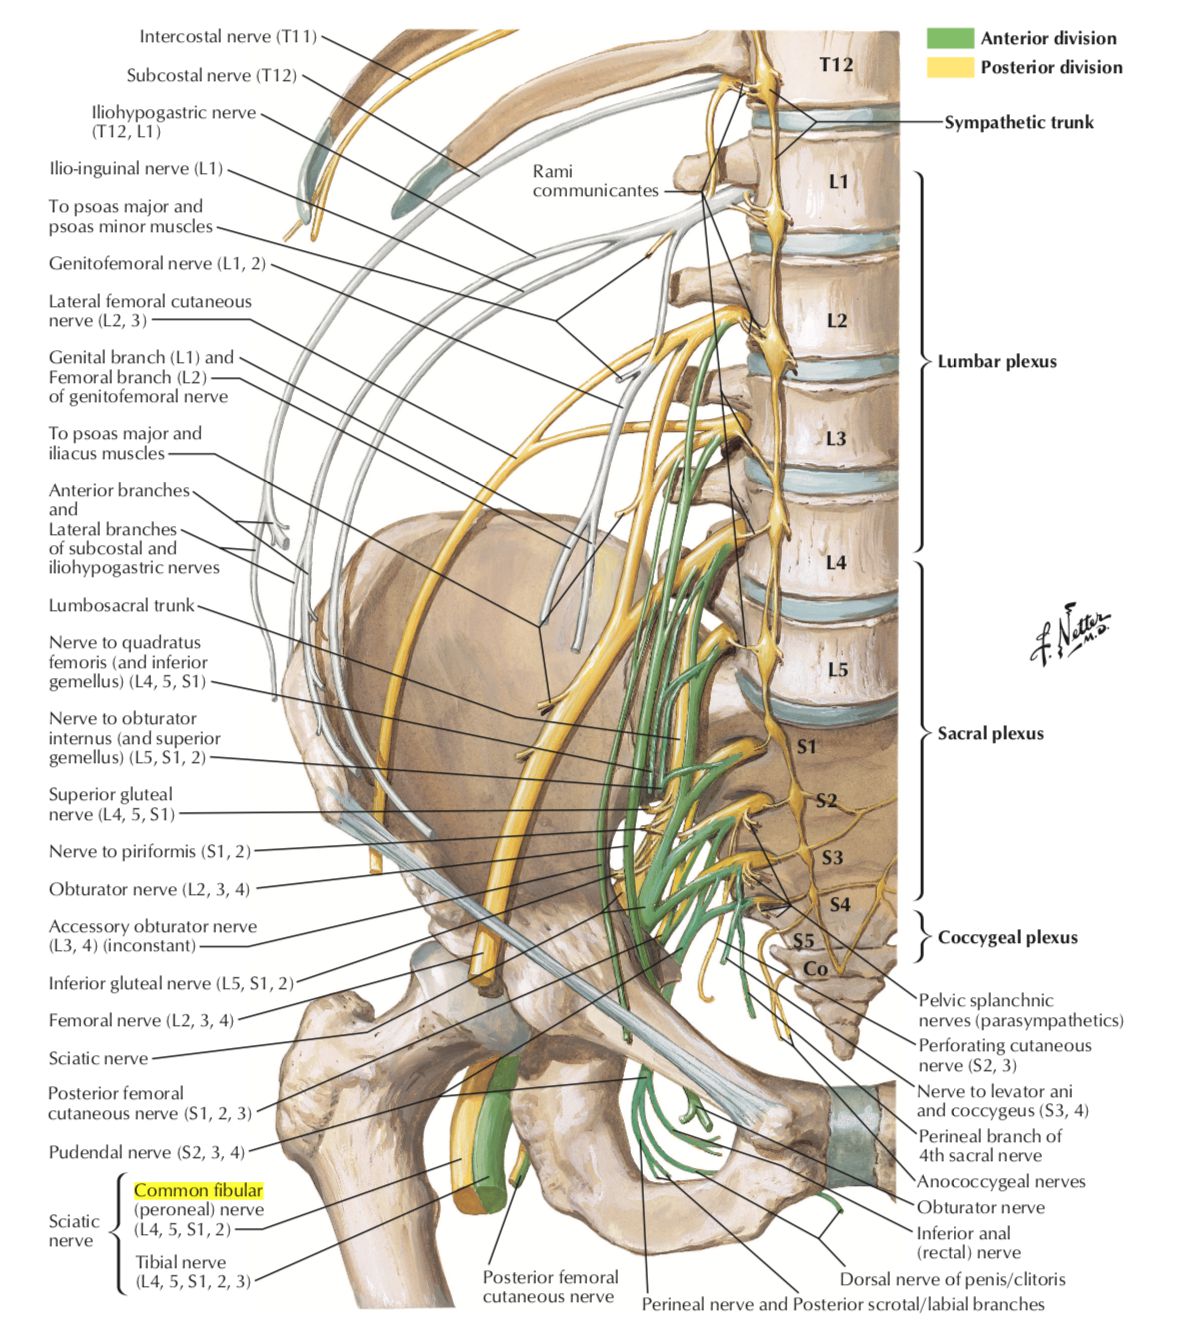 Intercostal nerve (T11)
Subcostal nerve (T12)
Iliohypogastric nerve
(T12, L1)
Ilio-inguinal nerve (L1)
To psoas major and
psoas minor muscles
Genitofemoral nerve (L1, 2)
Lateral femoral cutaneous
nerve (L2, 3)
Genital branch (L1) and
Femoral branch (L2)
of genitofemoral nerve
To psoas major and
iliacus muscles
Anterior branches
and
Lateral branches
of subcostal and
iliohypogastric nerves
Lumbosacral trunk
Nerve to quadratus
femoris (and inferior
gemellus) (L4, 5, S1)
Nerve to obturator
internus (and superior
gemellus) (L5, S1, 2)
Superior gluteal
nerve (L4, 5, S1)
Nerve to piriformis (S1, 2)
Obturator nerve (L2, 3, 4)
Accessory obturator nerve
(L3, 4) (inconstant)
Inferior gluteal nerve (L5, S1, 2)
Femoral nerve (L2, 3, 4)
Sciatic nerve
Posterior femoral
cutaneous nerve (S1, 2, 3)
Pudendal nerve (S2, 3, 4)
Sciatic
nerve
Common fibular
(peroneal) nerve
(L4, 5, S1, 2)
Tibial nerve
(L4, 5, S1, 2, 3)
Rami
communicantes
T12
L1
L2
L3
L4
L5
S1
S2
S3
S4
S5
Co
Anterior division
Posterior division
Sympathetic trunk
Lumbar plexus
F. Netter
M.D.
Sacral plexus
Coccygeal plexus
Pelvic splanchnic
nerves (parasympathetics)
Perforating cutaneous
nerve (S2, 3)
Nerve to levator ani
and coccygeus (S3, 4)
Perineal branch of
4th sacral nerve
Anococcygeal nerves
Obturator nerve
Inferior anal
(rectal) nerve
Dorsal nerve of penis/clitoris
Perineal nerve and Posterior scrotal/labial branches
Posterior femoral
cutaneous nerve